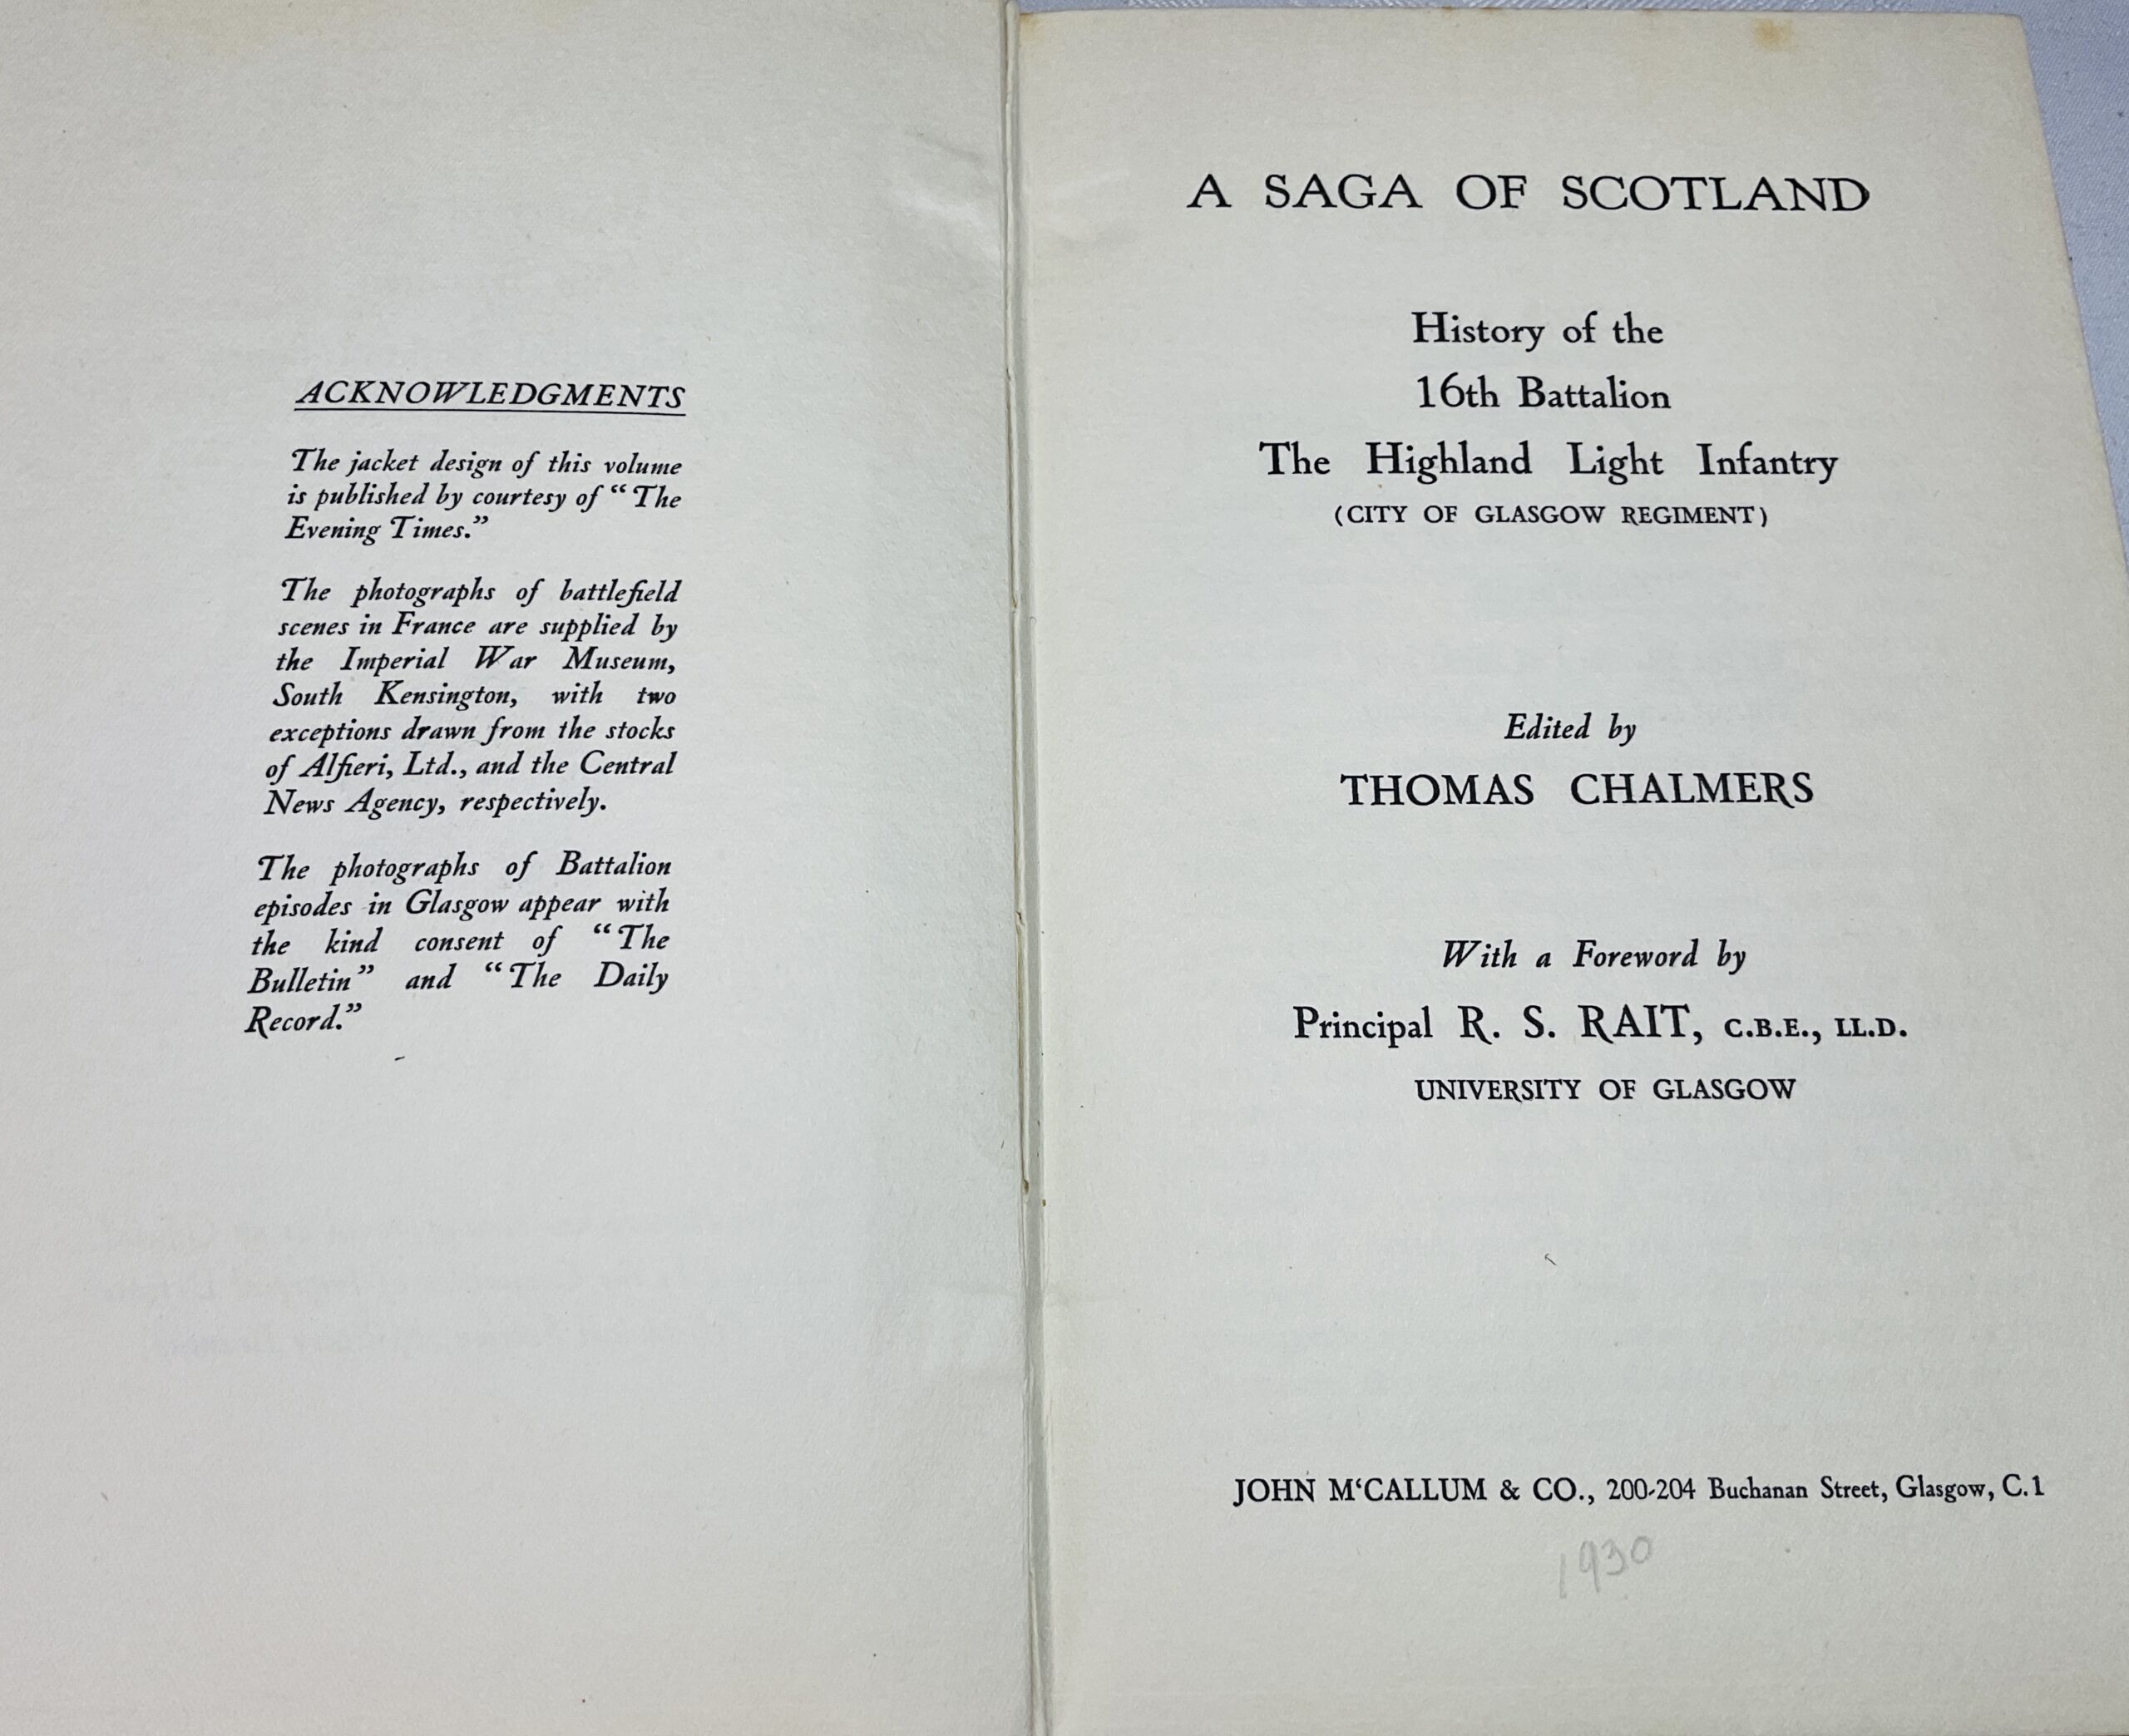 ACKNOWLEDGMENTS
The jacket design of this volume
is published by courtesy of “The
Evening Times.”
The photographs of battlefield
scenes in France are supplied by
the Imperial War Museum,
South Kensington, with two
exceptions drawn from the stocks
of Alfieri, Ltd., and the Central
News Agency, respectively.
The photographs of Battalion
episodes in Glasgow appear with
the kind consent of “The
Bulletin” and “The Daily
Record.”
A SAGA OF SCOTLAND
History of the
16th Battalion
The Highland Light Infantry
(CITY OF GLASGOW REGIMENT)
Edited by
THOMAS CHALMERS
With a Foreword by
Principal R. S. RAIT, C.B.E., LL.D.
UNIVERSITY OF GLASGOW
JOHN M‘CALLUM & CO., 200-204 Buchanan Street, Glasgow, C.1
1930